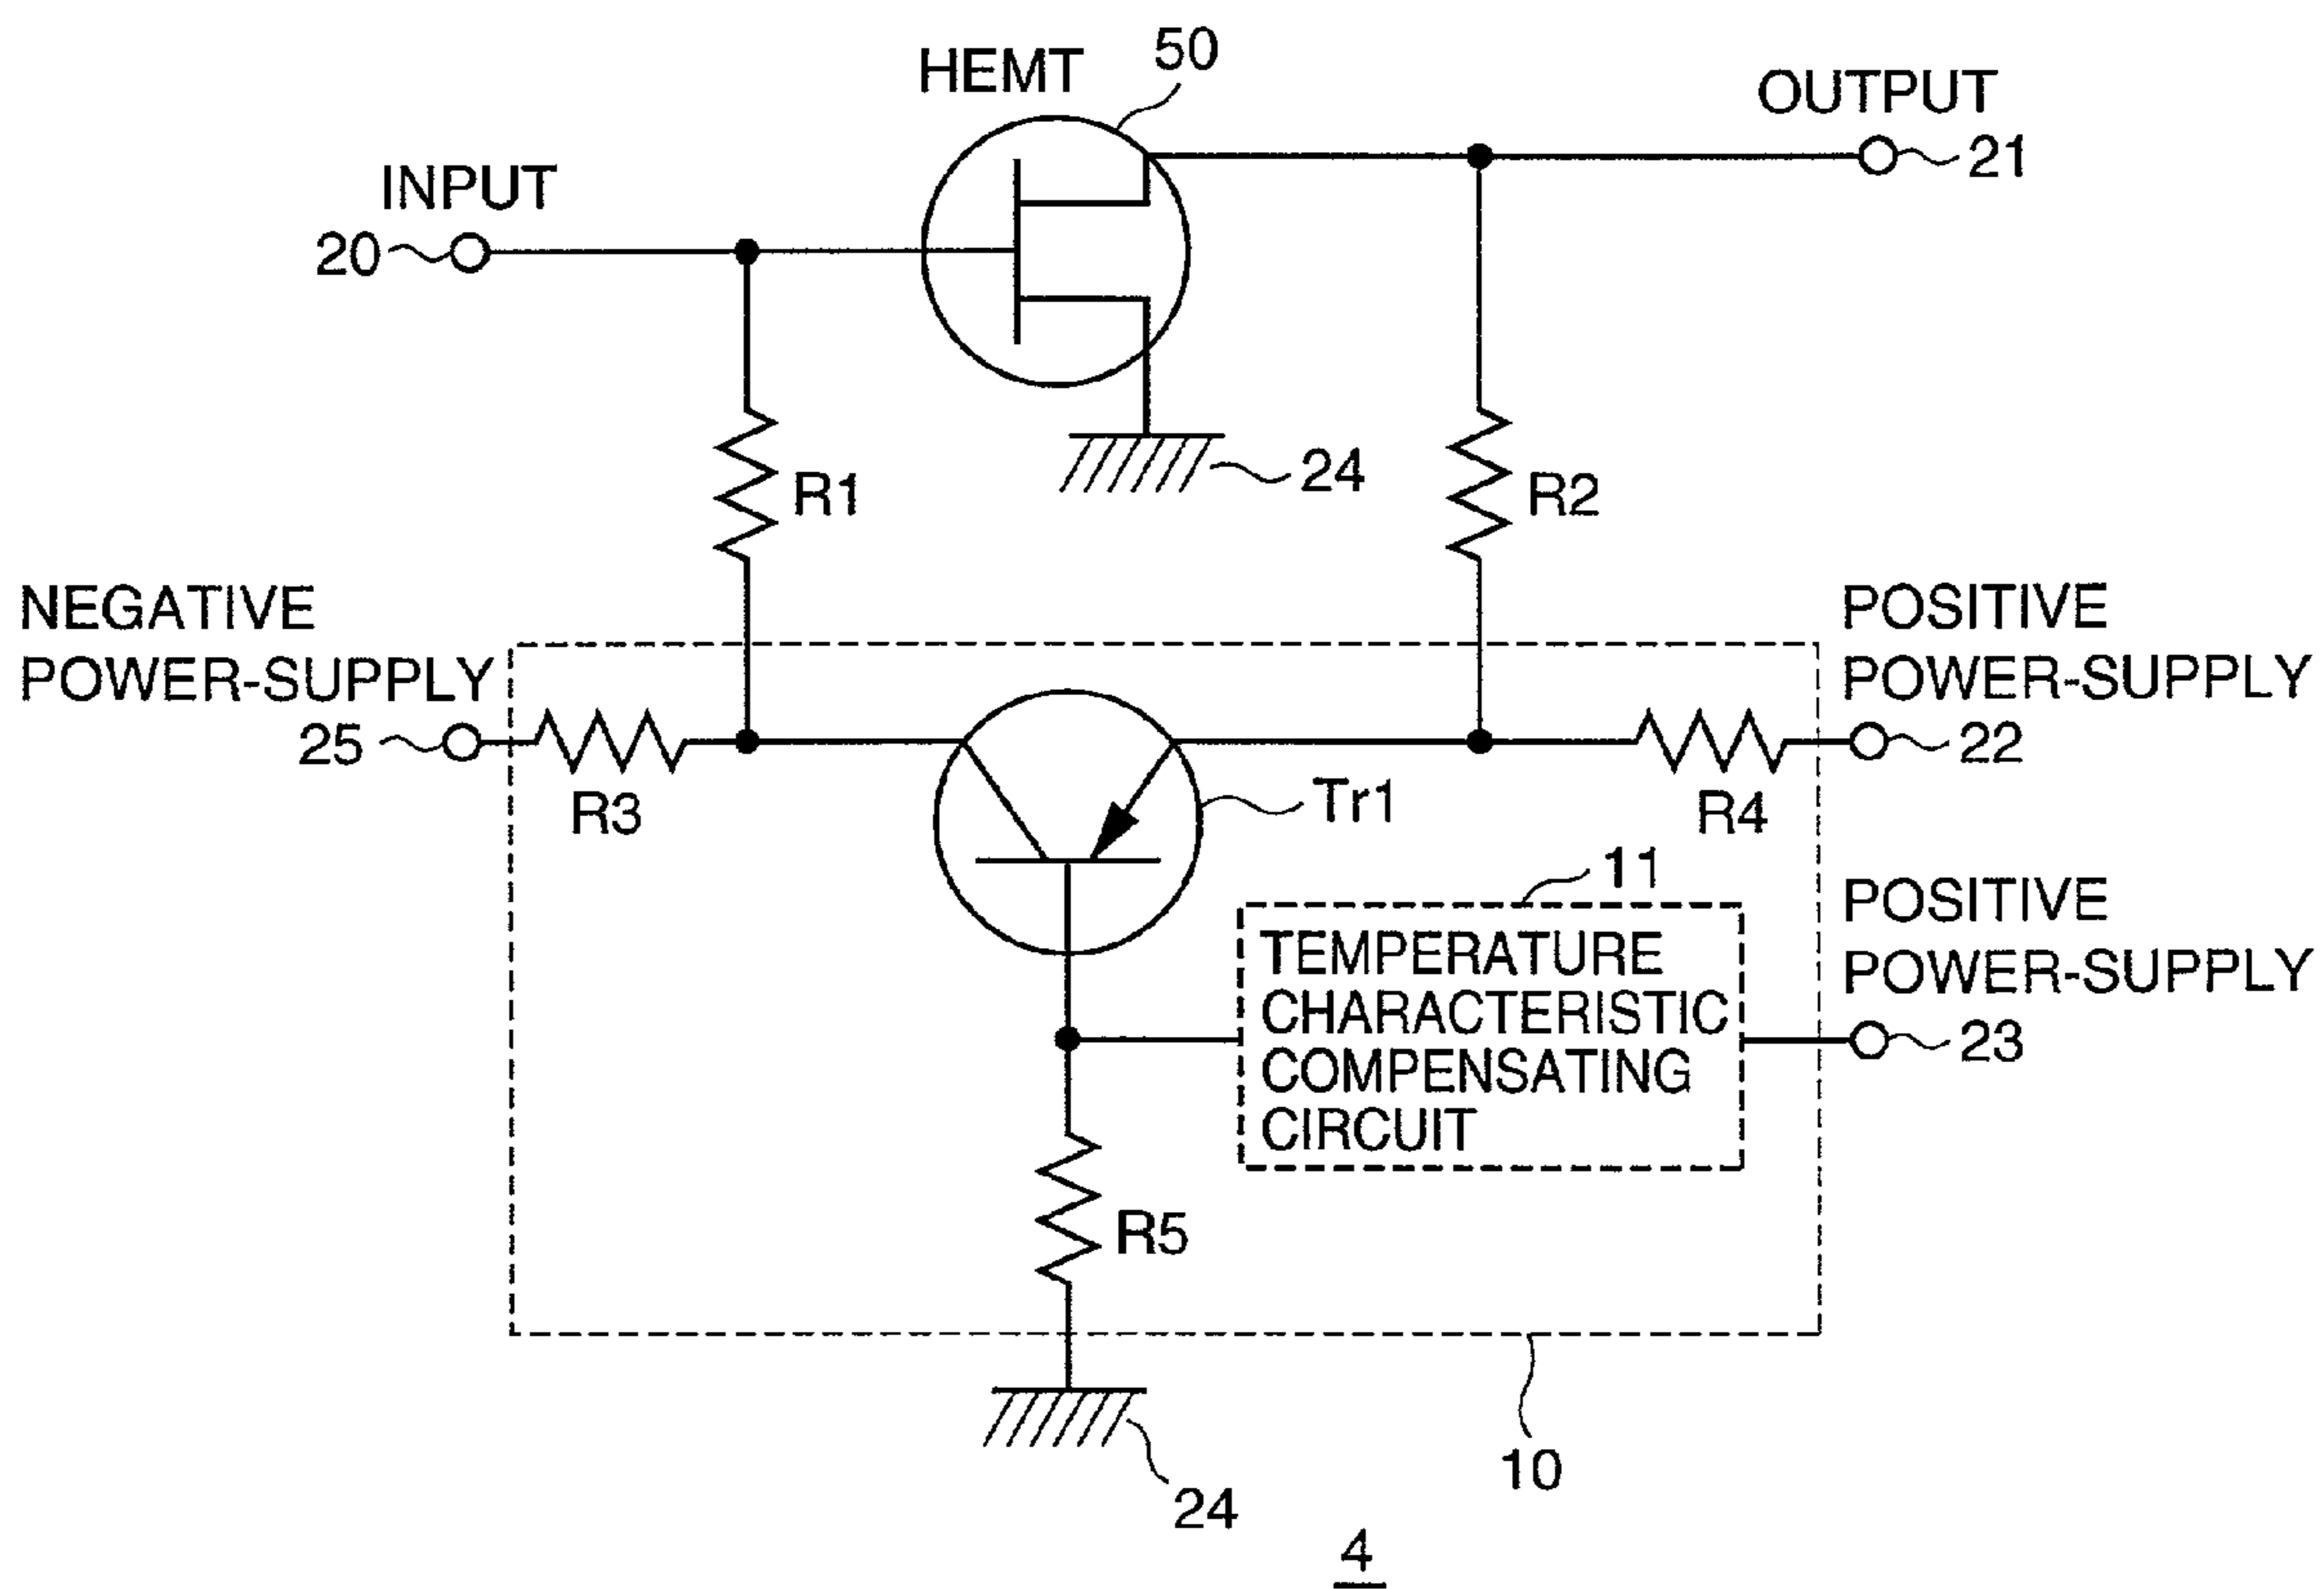 HEMT
50
OUTPUT
21
INPUT
20
R1
24
R2
NEGATIVE
POWER-SUPPLY
25
R3
Tr1
POSITIVE
POWER-SUPPLY
22
R4
11
TEMPERATURE
CHARACTERISTIC
COMPENSATING
CIRCUIT
POSITIVE
POWER-SUPPLY
23
R5
10
24
4